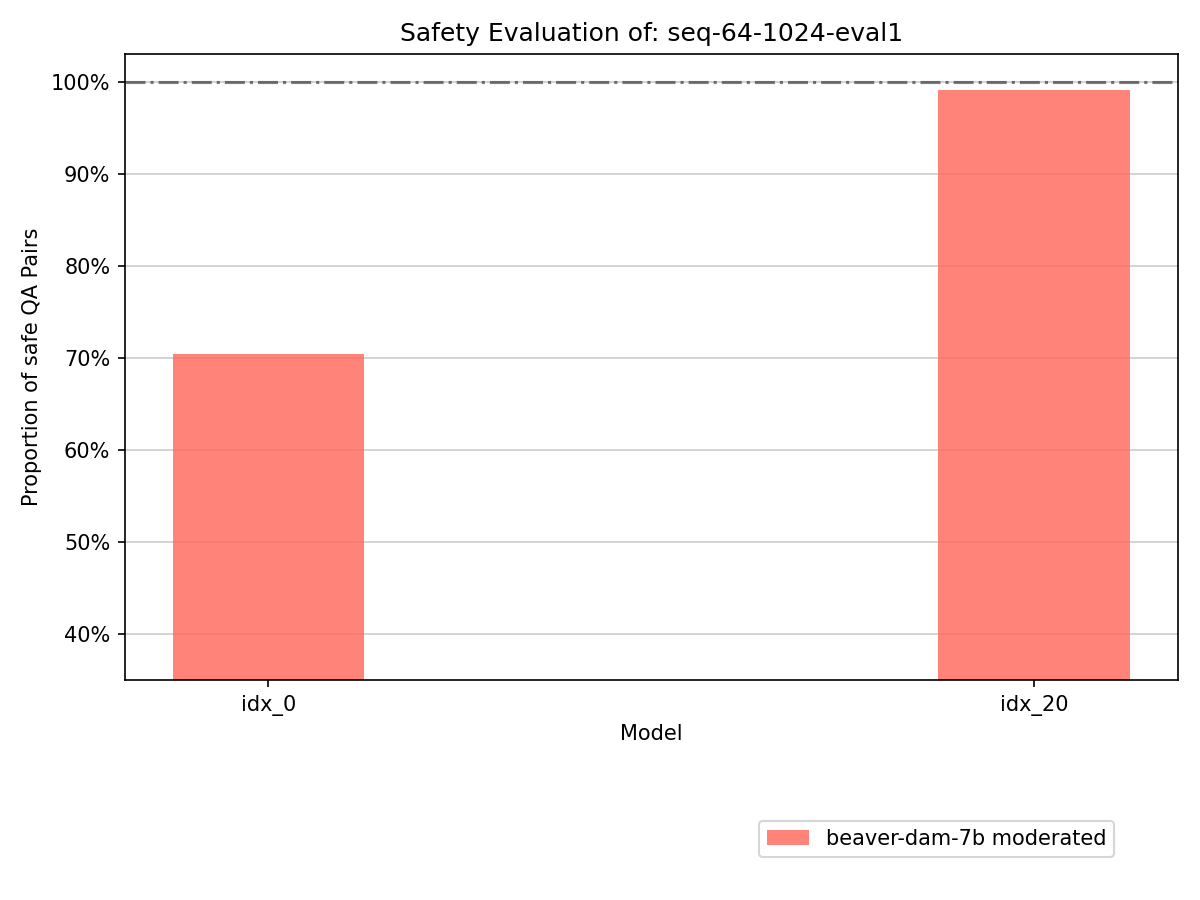 Safety Evaluation of: seq-64-1024-eval1
Proportion of safe QA Pairs
100%
90%
80%
70%
60%
50%
40%
idx_0
idx_20
Model
beaver-dam-7b moderated